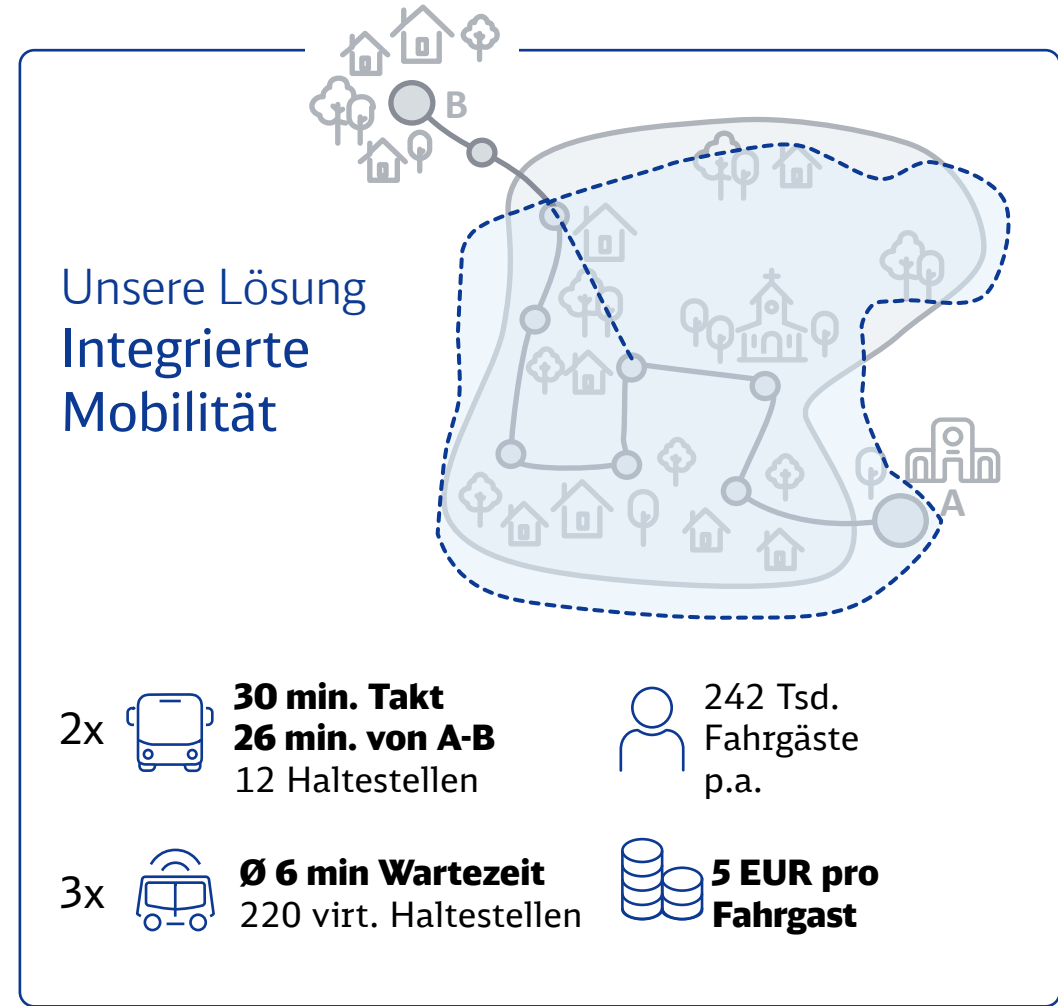 B
Unsere Lösung
Integrierte
Mobilität
A
2x
30 min. Takt
26 min. von A-B
12 Haltestellen
242 Tsd.
Fahrgäste
p.a.
3x
Ø 6 min Wartezeit
220 virt. Haltestellen
5 EUR pro
Fahrgast